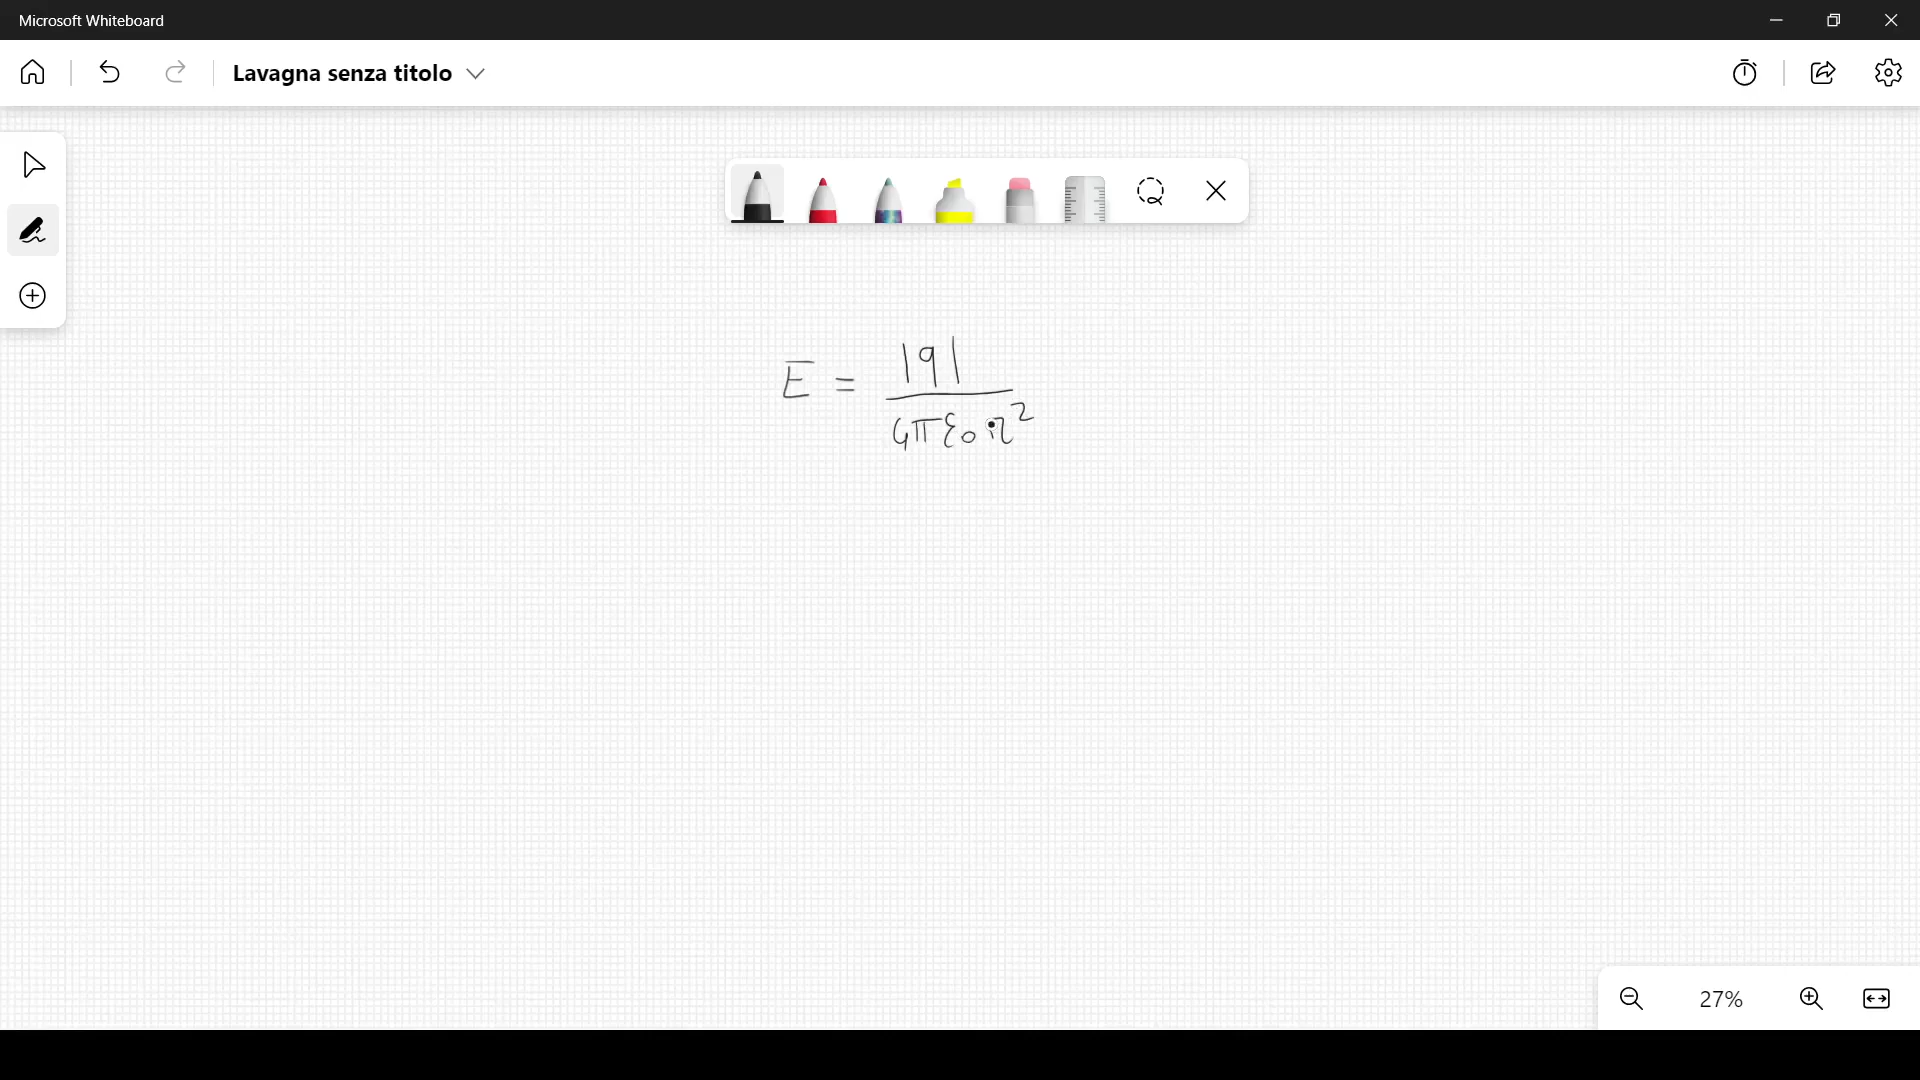 Microsoft Whiteboard
Lavagna senza titolo
E = |q| / 4πε₀r²
27%